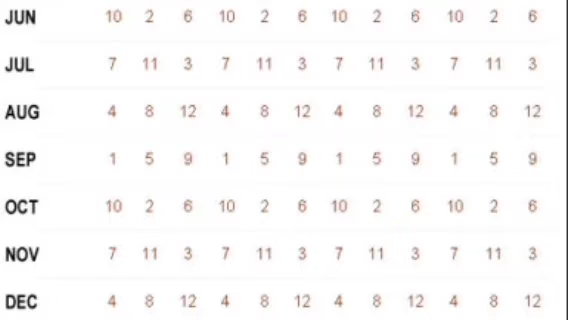 JUN 10 2 6 10 2 6 10 2 6 10 2 6
JUL 7 11 3 7 11 3 7 11 3 7 11 3
AUG 4 8 12 4 8 12 4 8 12 4 8 12
SEP 1 5 9 1 5 9 1 5 9 1 5 9
OCT 10 2 6 10 2 6 10 2 6 10 2 6
NOV 7 11 3 7 11 3 7 11 3 7 11 3
DEC 4 8 12 4 8 12 4 8 12 4 8 12